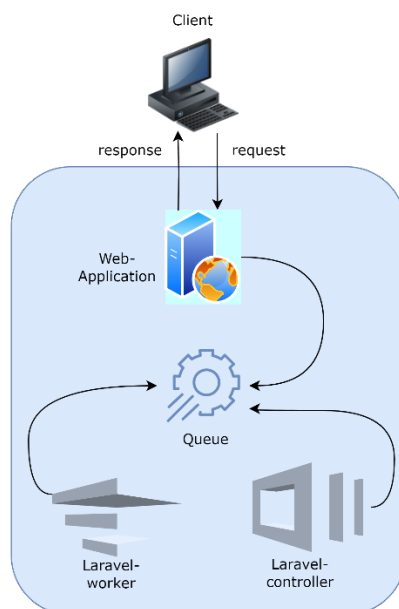 Client
response
request
Web-
Application
Queue
Laravel-
worker
Laravel-
controller